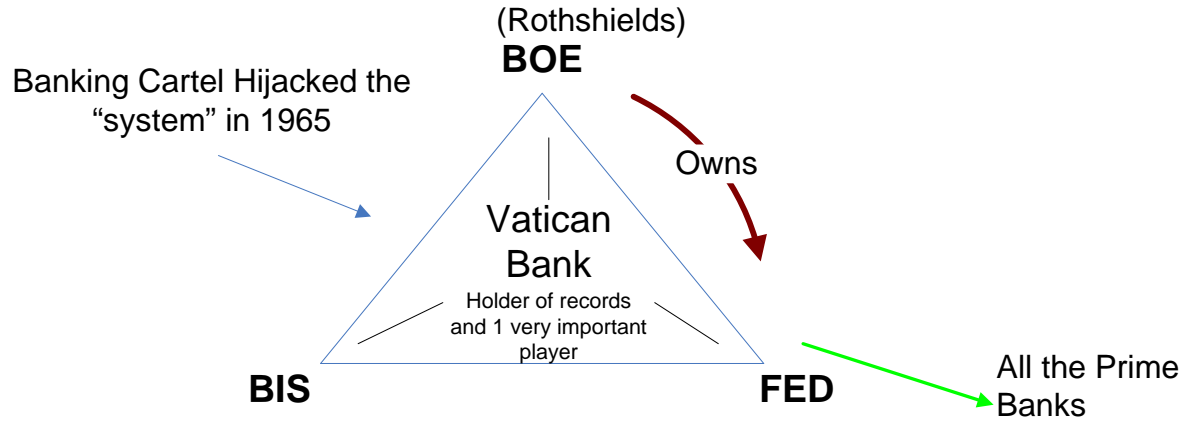 (Rothshields)
BOE
Banking Cartel Hijacked the
“system” in 1965
Owns
Vatican
Bank
Holder of records
and 1 very important
player
BIS
FED
All the Prime
Banks